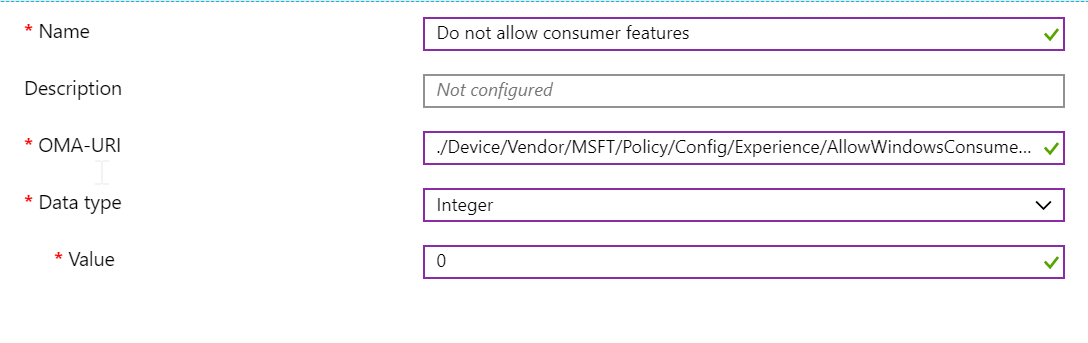 * Name
Do not allow consumer features
Description
Not configured
* OMA-URI
./Device/Vendor/MSFT/Policy/Config/Experience/AllowWindowsConsume...
* Data type
Integer
* Value
0